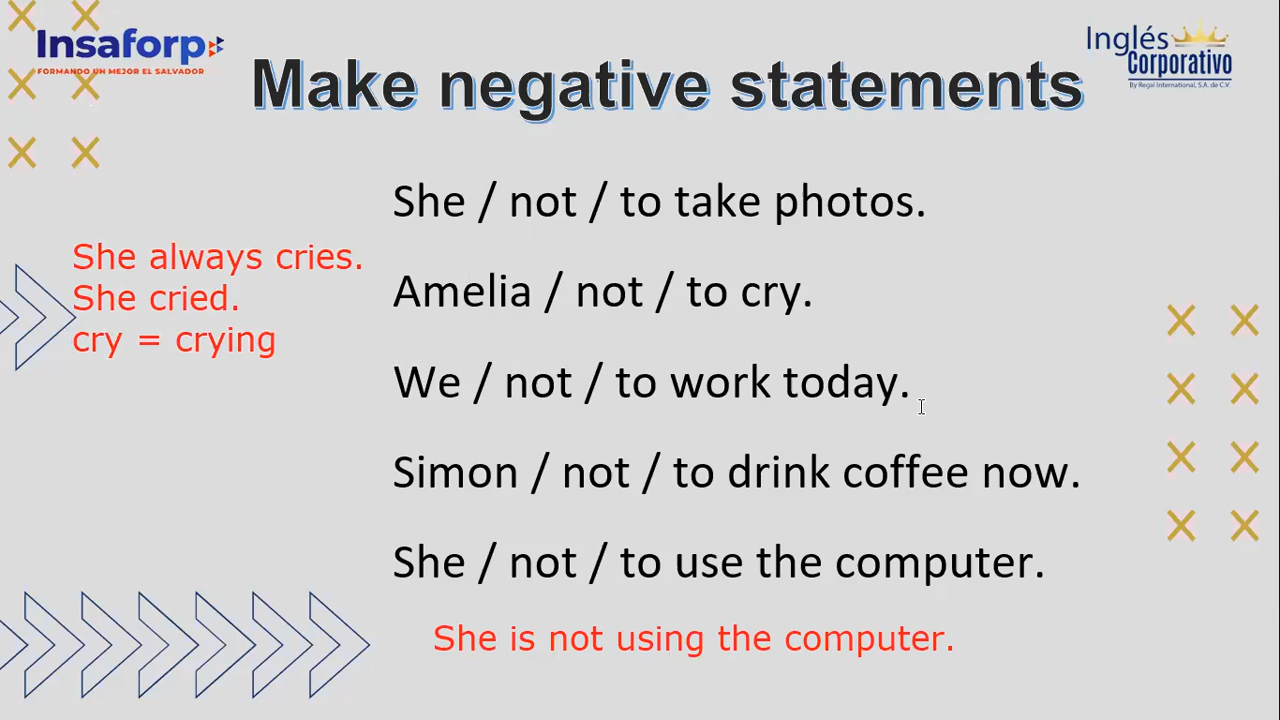 Insaforp
FORMANDO UN MEJOR EL SALVADOR
Inglés
Corporativo
By Regal International, S.A. de C.V.
Make negative statements
She / not / to take photos.
She always cries.
She cried.
cry = crying
Amelia / not / to cry.
We / not / to work today.
Simon / not / to drink coffee now.
She / not / to use the computer.
She is not using the computer.